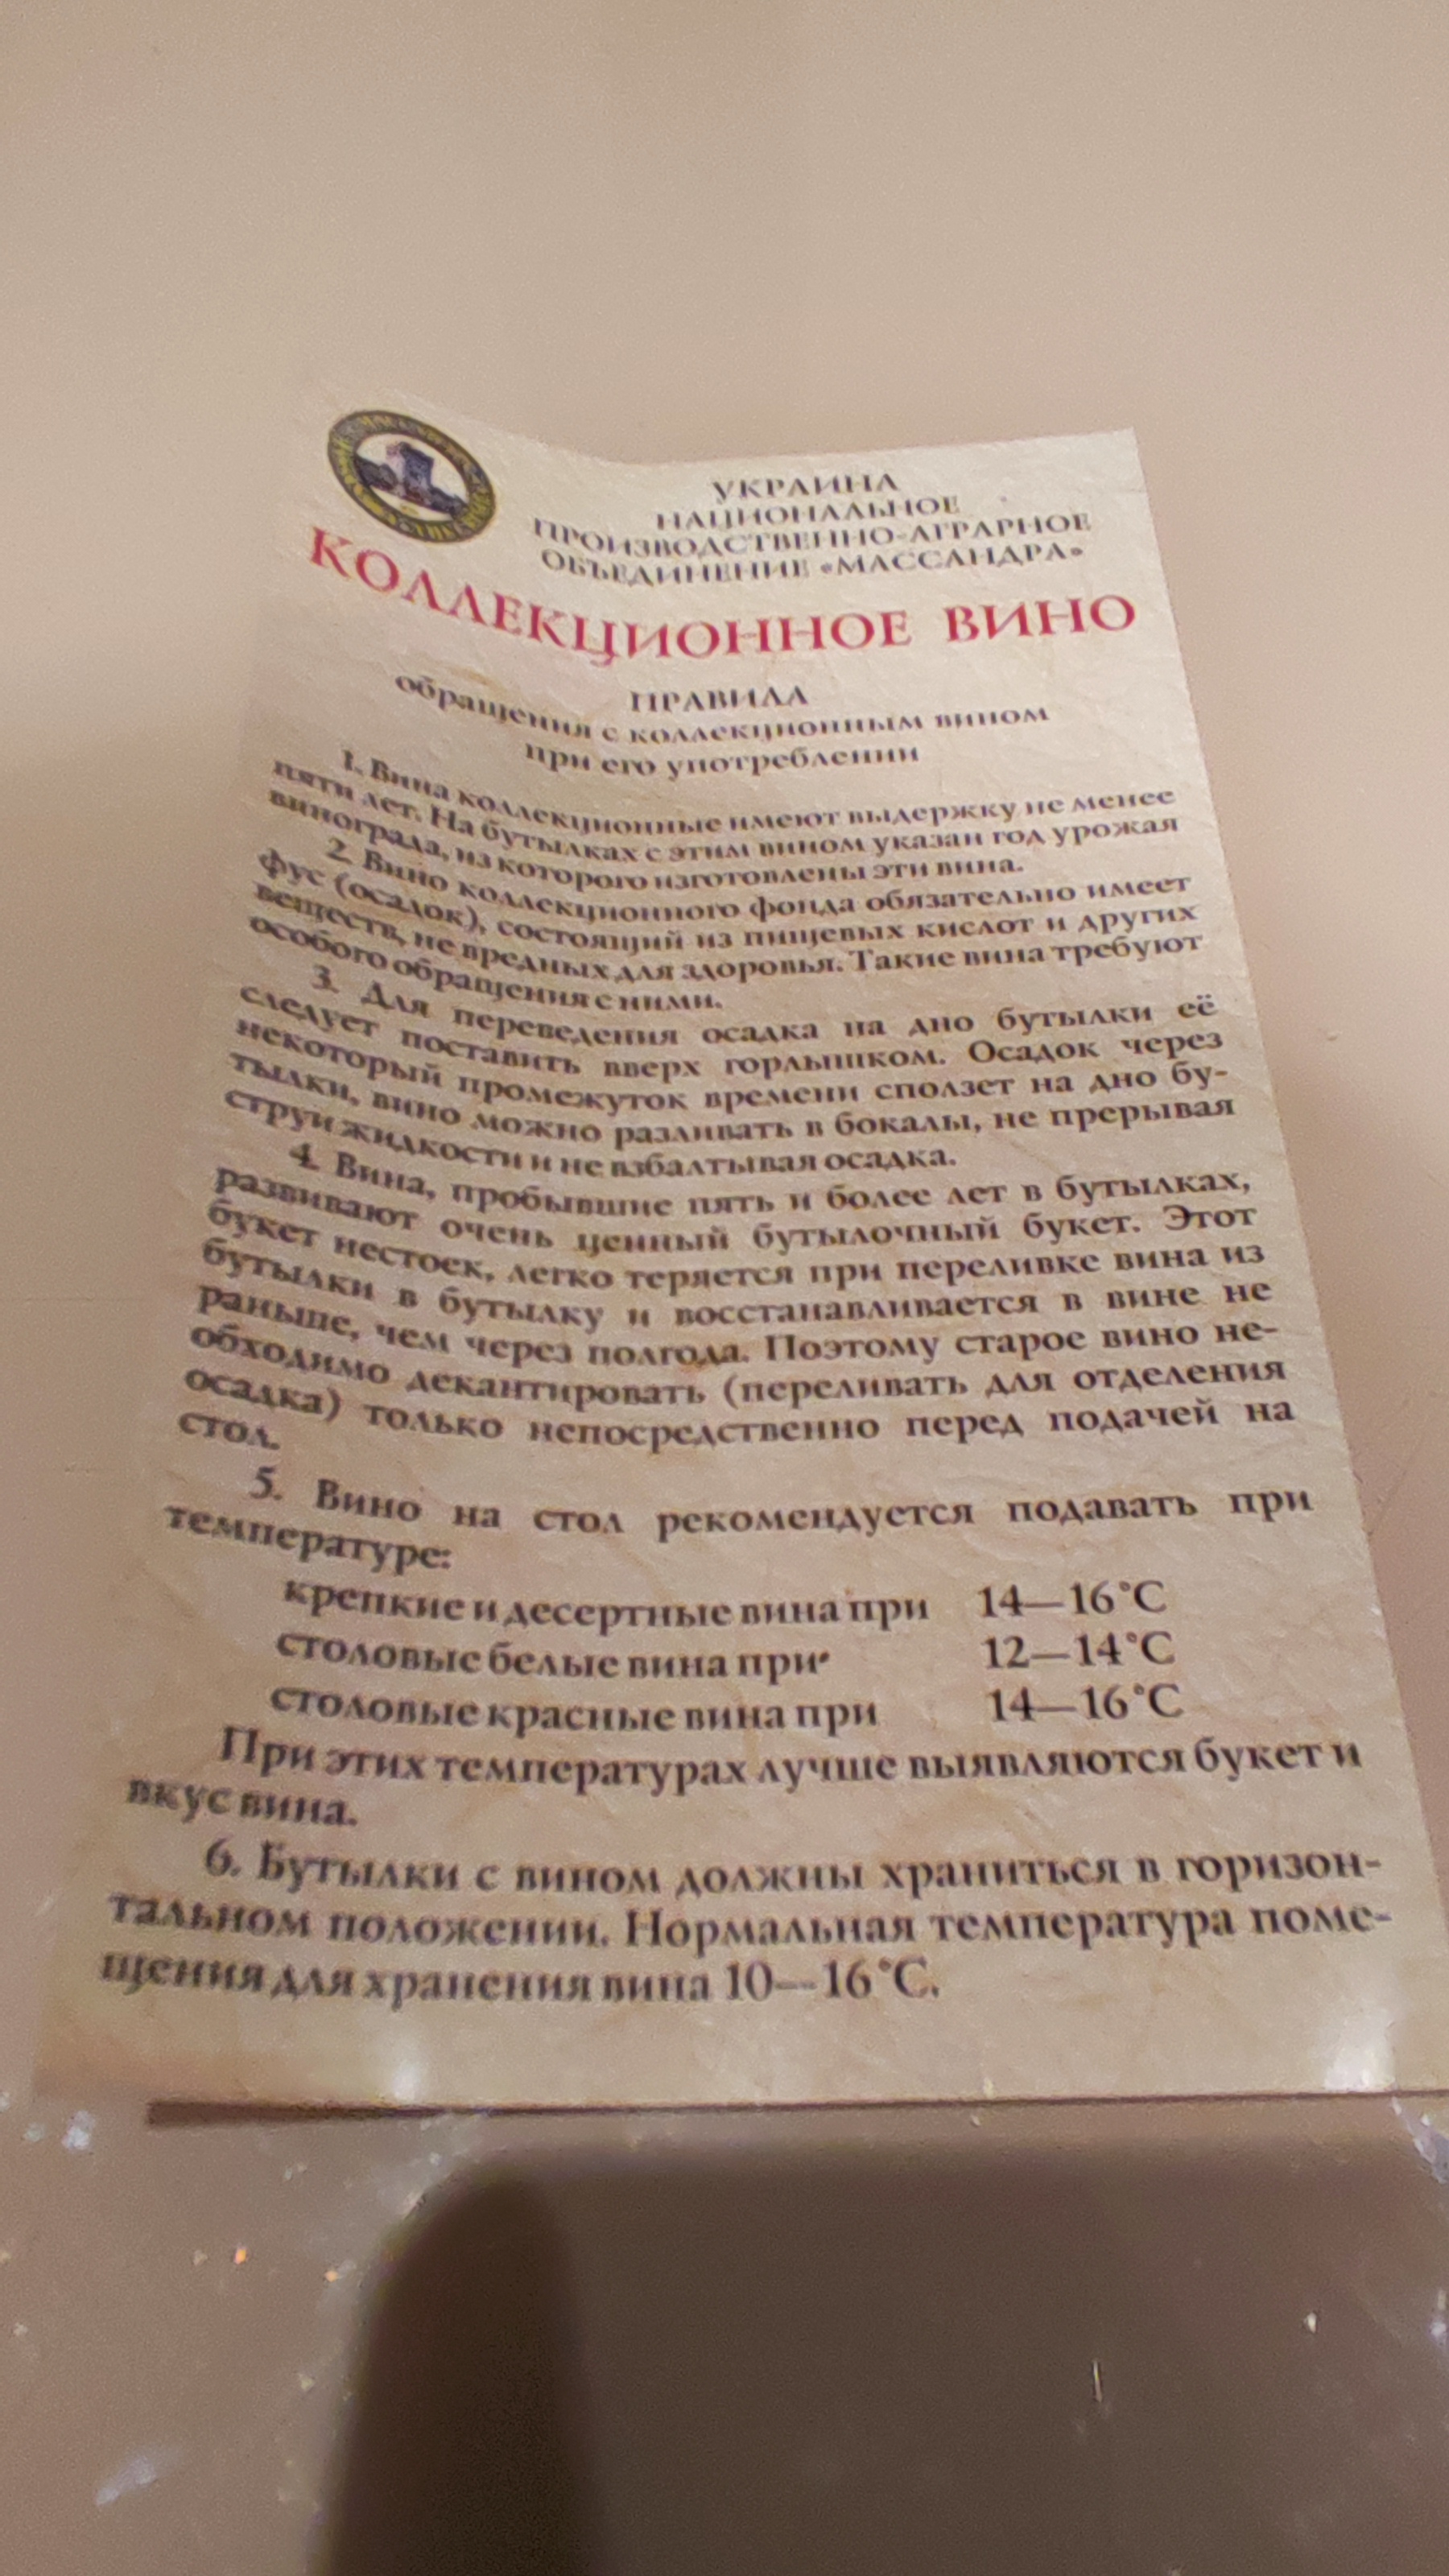 УКРАИНА
НАЦИОНАЛЬНОЕ
ПРОИЗВОДСТВЕННО-АГРАРНОЕ
ОБЪЕДИНЕНИЕ «МАССАНДРА»
КОЛЛЕКЦИОННОЕ ВИНО
ПРАВИЛА
обращения с коллекционным вином
при его употреблении
1. Вина коллекционные имеют выдержку не менее
пяти лет. На бутылках с этим вином указан год урожая
винограда, из которого изготовлены эти вина.
2. Вино коллекционного фонда обязательно имеет
фус (осадок), состоящий из пищевых кислот и других
веществ, не вредных для здоровья. Такие вина требуют
особого обращения с ними.
3. Для переведения осадка на дно бутылки её
следует поставить вверх горлышком. Осадок через
некоторый промежуток времени сползет на дно бу-
тылки, вино можно разливать в бокалы, не прерывая
струи жидкости и не взбалтывая осадка.
4. Вина, пробывшие пять и более лет в бутылках,
развивают очень ценный бутылочный букет. Этот
букет нестоек, легко теряется при переливке вина из
бутылки в бутылку и восстанавливается в вине не
раньше, чем через полгода. Поэтому старое вино не-
обходимо декантировать (переливать для отделения
осадка) только непосредственно перед подачей на
стол.
5. Вино на стол рекомендуется подавать при
температуре:
крепкие и десертные вина при 14—16°C
столовые белые вина при 12—14°C
столовые красные вина при 14—16°C
При этих температурах лучше выявляются букет и
вкус вина.
6. Бутылки с вином должны храниться в горизон-
тальном положении. Нормальная температура поме-
щения для хранения вина 10—16°C.